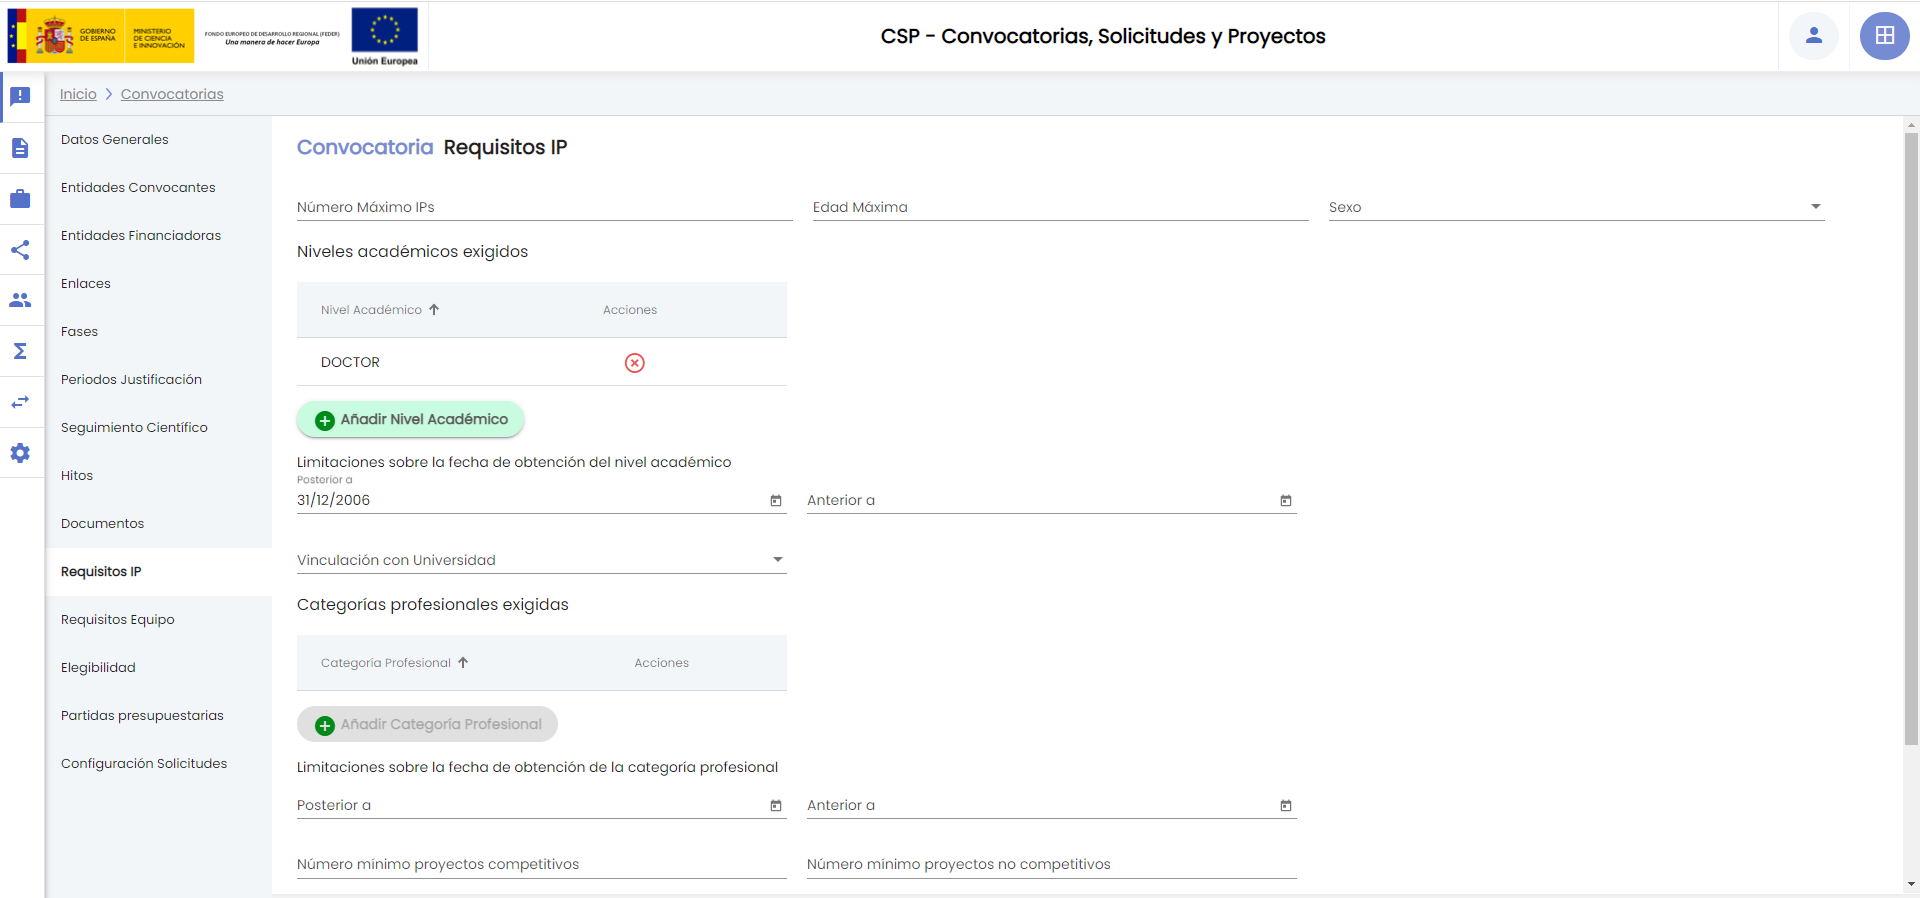 GOBIERNO
DE ESPAÑA
MINISTERIO
DE CIENCIA
E INNOVACIÓN
FONDO EUROPEO DE DESARROLLO REGIONAL (FEDER)
Una manera de hacer Europa
Unión Europea
CSP - Convocatorias, Solicitudes y Proyectos
Inicio
Convocatorias
Datos Generales
Entidades Convocantes
Entidades Financiadoras
Enlaces
Fases
Periodos Justificación
Seguimiento Científico
Hitos
Documentos
Requisitos IP
Requisitos Equipo
Elegibilidad
Partidas presupuestarias
Configuración Solicitudes
Convocatoria Requisitos IP
Número Máximo IPs
Edad Máxima
Sexo
Niveles académicos exigidos
Nivel Académico
Acciones
DOCTOR
Añadir Nivel Académico
Limitaciones sobre la fecha de obtención del nivel académico
Posterior a
31/12/2006
Anterior a
Vinculación con Universidad
Categorías profesionales exigidas
Categoría Profesional
Acciones
Añadir Categoría Profesional
Limitaciones sobre la fecha de obtención de la categoría profesional
Posterior a
Anterior a
Número mínimo proyectos competitivos
Número mínimo proyectos no competitivos